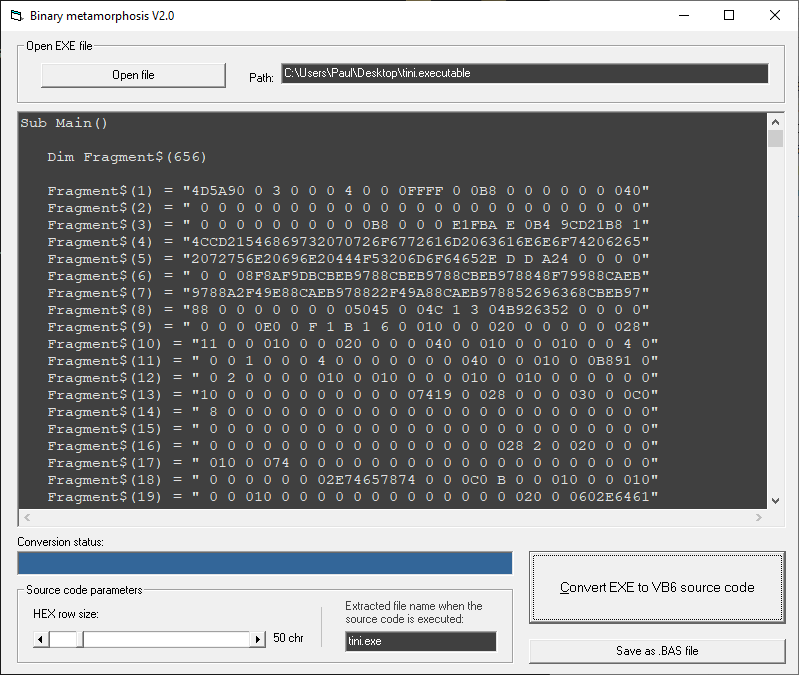 Binary metamorphosis V2.0
Open EXE file
Open file
Path:
C:\Users\Paul\Desktop\tini.executable
Sub Main()
Dim Fragment$(656)
Fragment$(1) = "4D5A90 0 3 0 0 0 4 0 0 0FFFF 0 0B8 0 0 0 0 0 0 040"
Fragment$(2) = " 0 0 0 0 0 0 0 0 0 0 0 0 0 0 0 0 0 0 0 0 0 0 0 0 0"
Fragment$(3) = " 0 0 0 0 0 0 0 0 0 0B8 0 0 0 E1FBA E 0B4 9CD21B8 1"
Fragment$(4) = "4CCD21546869732070726F6772616D2063616E6E6F74206265"
Fragment$(5) = "2072756E20696E20444F53206D6F64652E D D A24 0 0 0 0"
Fragment$(6) = " 0 0 08F8AF9DBCBEB9788CBEB9788CBEB978848F79988CAEB"
Fragment$(7) = "9788A2F49E88CAEB978822F49A88CAEB978852696368CBEB97"
Fragment$(8) = "88 0 0 0 0 0 0 0 05045 0 04C 1 3 04B926352 0 0 0 0"
Fragment$(9) = " 0 0 0 0E0 0 F 1 B 1 6 0 010 0 0 020 0 0 0 0 0 028"
Fragment$(10) = "11 0 0 010 0 0 020 0 0 0 040 0 010 0 0 010 0 0 4 0"
Fragment$(11) = " 0 0 1 0 0 0 4 0 0 0 0 0 0 0 040 0 0 010 0 0B891 0"
Fragment$(12) = " 0 2 0 0 0 0 010 0 010 0 0 0 010 0 010 0 0 0 0 0 0"
Fragment$(13) = "10 0 0 0 0 0 0 0 0 0 0 07419 0 028 0 0 0 030 0 0C0"
Fragment$(14) = " 8 0 0 0 0 0 0 0 0 0 0 0 0 0 0 0 0 0 0 0 0 0 0 0 0"
Fragment$(15) = " 0 0 0 0 0 0 0 0 0 0 0 0 0 0 0 0 0 0 0 0 0 0 0 0 0"
Fragment$(16) = " 0 0 0 0 0 0 0 0 0 0 0 0 0 0 0 0 0 028 2 0 020 0 0"
Fragment$(17) = " 010 0 074 0 0 0 0 0 0 0 0 0 0 0 0 0 0 0 0 0 0 0 0"
Fragment$(18) = " 0 0 0 0 0 0 02E74657874 0 0 0C0 B 0 0 010 0 0 010"
Fragment$(19) = " 0 0 010 0 0 0 0 0 0 0 0 0 0 0 0 0 0 020 0 0602E6461"
Conversion status:
Source code parameters
HEX row size:
50 chr
Extracted file name when the
source code is executed:
tini.exe
Convert EXE to VB6 source code
Save as .BAS file